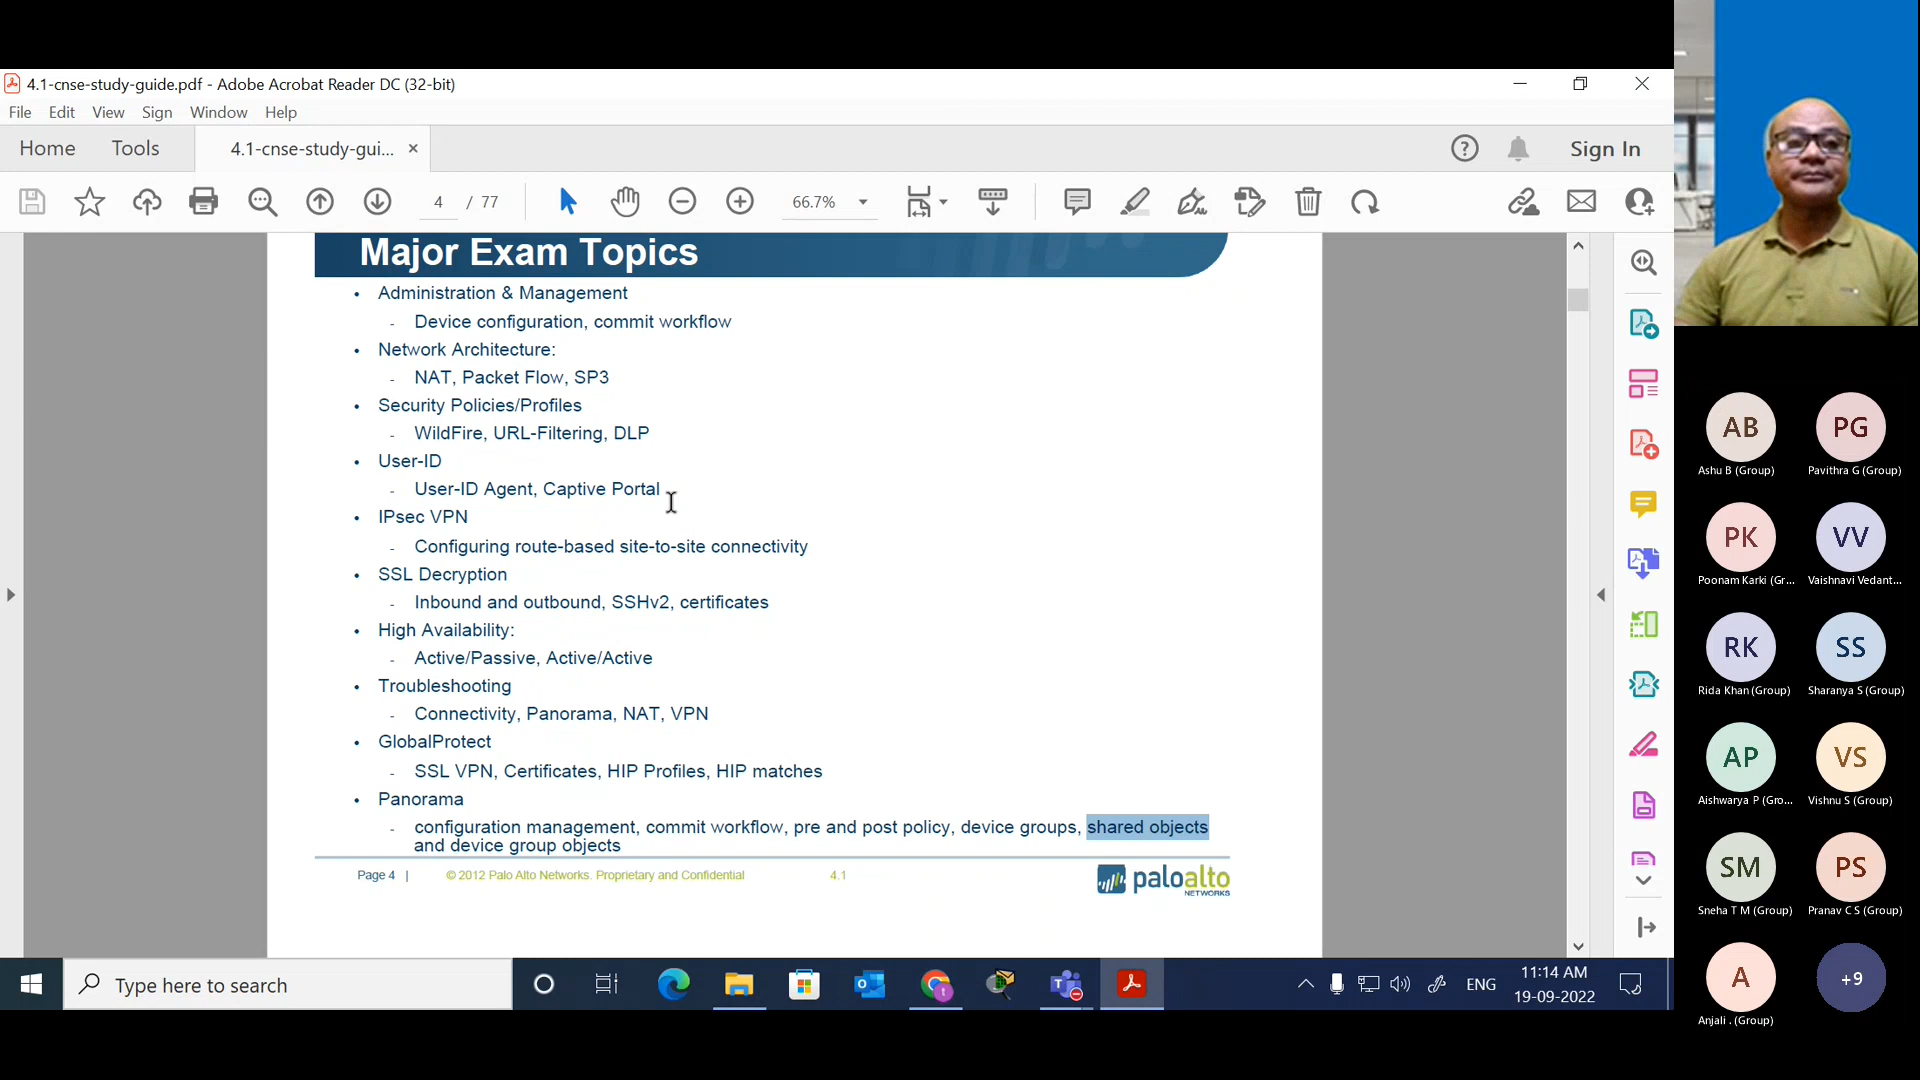 4.1-cnse-study-guide.pdf - Adobe Acrobat Reader DC (32-bit)
File Edit View Sign Window Help
Home Tools 4.1-cnse-study-gui... × Sign In
4 / 77 66.7%
Major Exam Topics
• Administration & Management
- Device configuration, commit workflow
• Network Architecture:
- NAT, Packet Flow, SP3
• Security Policies/Profiles
- WildFire, URL-Filtering, DLP
• User-ID
- User-ID Agent, Captive Portal
• IPsec VPN
- Configuring route-based site-to-site connectivity
• SSL Decryption
- Inbound and outbound, SSHv2, certificates
• High Availability:
- Active/Passive, Active/Active
• Troubleshooting
- Connectivity, Panorama, NAT, VPN
• GlobalProtect
- SSL VPN, Certificates, HIP Profiles, HIP matches
• Panorama
- configuration management, commit workflow, pre and post policy, device groups, shared objects
and device group objects
Page 4 | © 2012 Palo Alto Networks. Proprietary and Confidential 4.1
paloalto
NETWORKS
Type here to search
ENG
11:14 AM
19-09-2022
AB PG
Ashu B (Group) Pavithra G (Group)
PK VV
Poonam Karki (Gr... Vaishnavi Vedant...
RK SS
Rida Khan (Group) Sharanya S (Group)
AP VS
Aishwarya P (Gro... Vishnu S (Group)
SM PS
Sneha T M (Group) Pranav C S (Group)
A +9
Anjali . (Group)